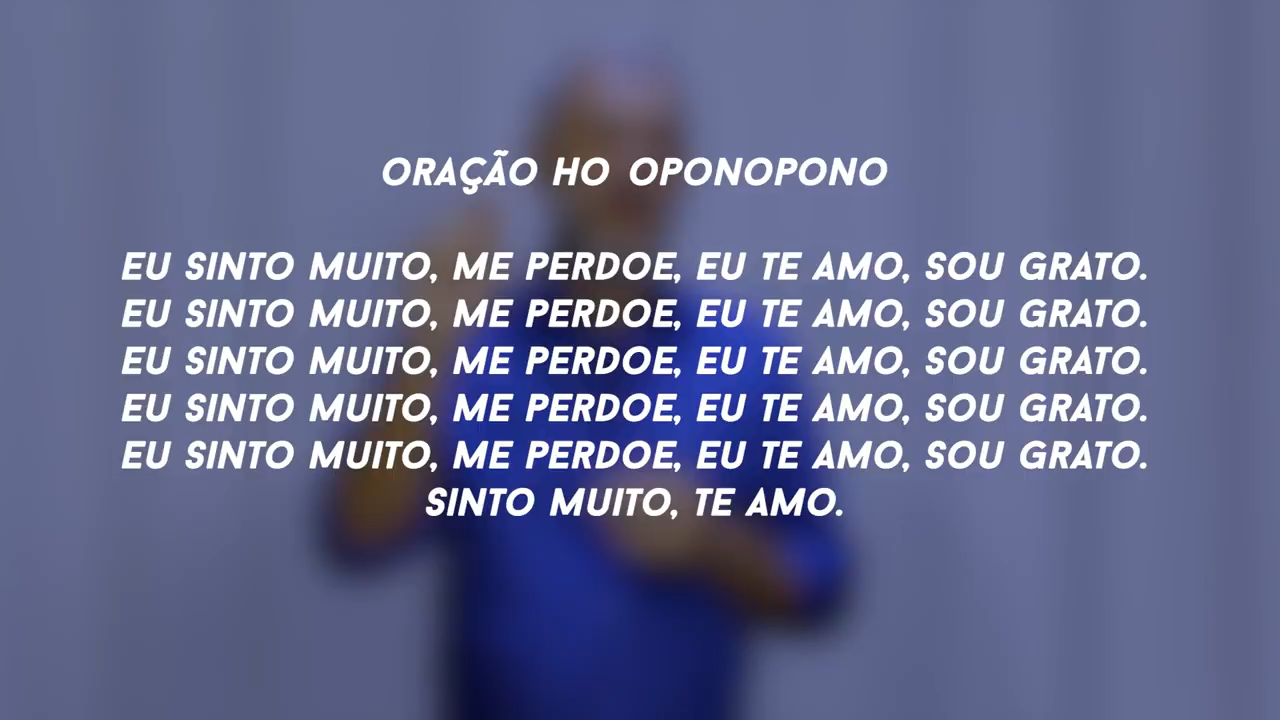 ORAÇÃO HO OPONOPONO
EU SINTO MUITO, ME PERDOE, EU TE AMO, SOU GRATO.
EU SINTO MUITO, ME PERDOE, EU TE AMO, SOU GRATO.
EU SINTO MUITO, ME PERDOE, EU TE AMO, SOU GRATO.
EU SINTO MUITO, ME PERDOE, EU TE AMO, SOU GRATO.
EU SINTO MUITO, ME PERDOE, EU TE AMO, SOU GRATO.
SINTO MUITO, TE AMO.